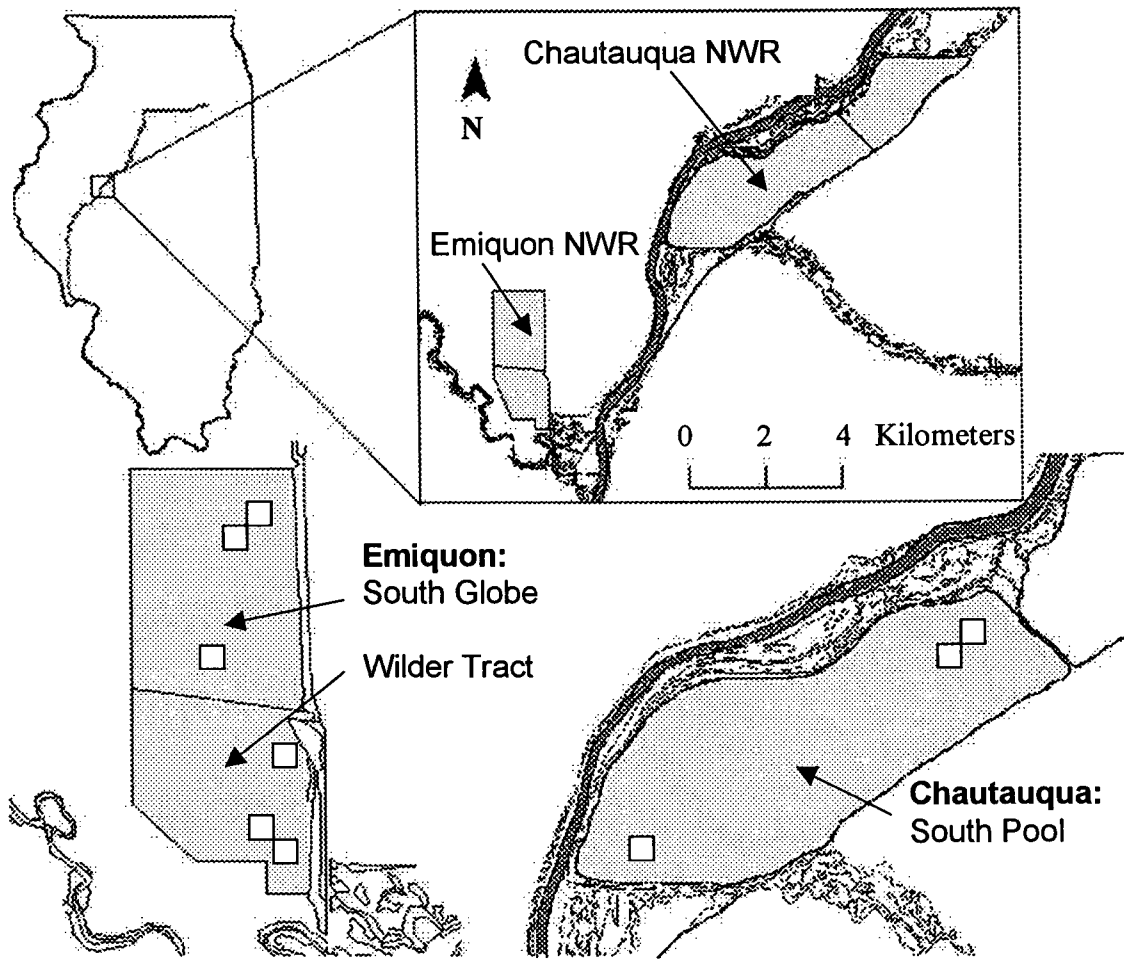 Chautauqua NWR
N
Emiquon NWR
0 2 4 Kilometers
Emiquon:
South Globe
Wilder Tract
Chautauqua:
South Pool